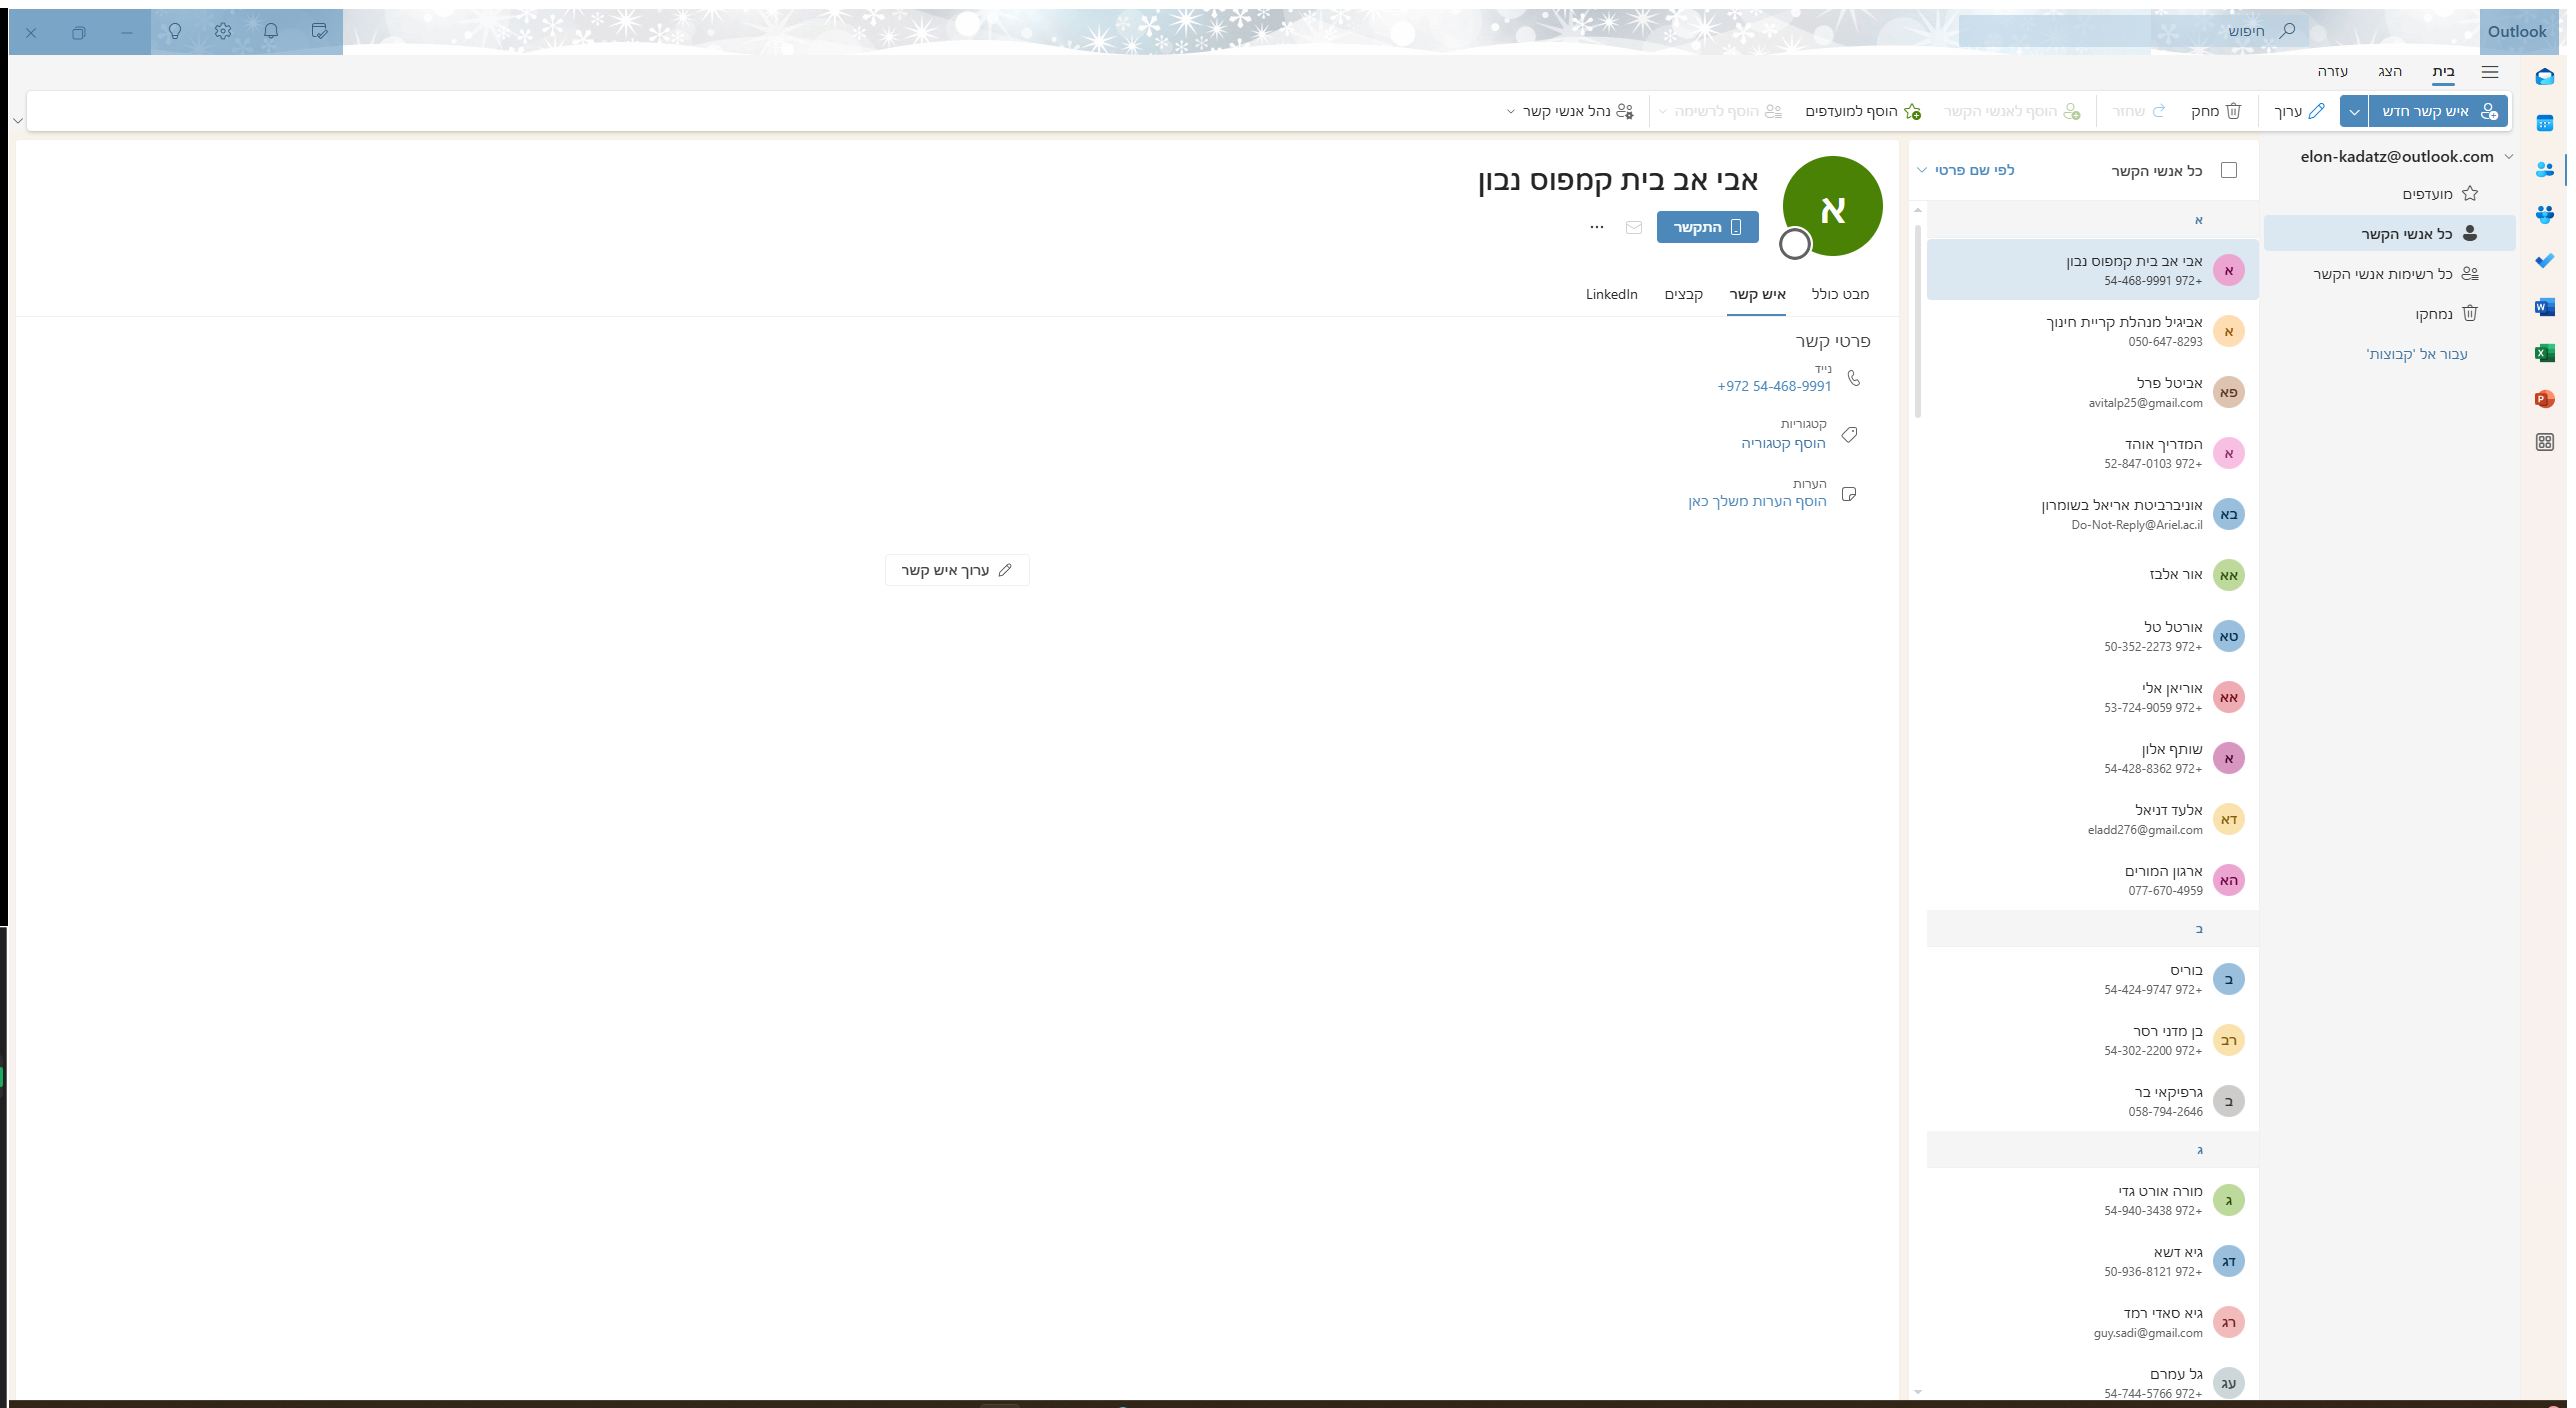 Outlook
חיפוש
בית
הצג
עזרה
איש קשר חדש
ערוך
מחק
שחזר
הוסף לאנשי הקשר
הוסף למועדפים
הוסף לרשימה
נהל אנשי קשר
elon-kadatz@outlook.com
מועדפים
כל אנשי הקשר
כל רשימות אנשי הקשר
נמחקו
עבור אל 'קבוצות'
כל אנשי הקשר
לפי שם פרטי
א
א
אבי אב בית קמפוס נבון
+972 54-468-9991
א
אביגיל מנהלת קריית חינוך
050-647-8293
פא
אביטל פרל
avitalp25@gmail.com
א
המדריך אוהד
+972 52-847-0103
בא
אוניברביטת אריאל בשומרון
Do-Not-Reply@Ariel.ac.il
אא
אור אלבז
טא
אורטל טל
+972 50-352-2273
אא
אוריאן אלי
+972 53-724-9059
א
שותף אלון
+972 54-428-8362
דא
אלעד דניאל
eladd276@gmail.com
הא
ארגון המורים
077-670-4959
ב
ב
בוריס
+972 54-424-9747
רב
בן מדני רסר
+972 54-302-2200
ב
גרפיקאי בר
058-794-2646
ג
ג
מורה אורט גדי
+972 54-940-3438
דג
גיא דשא
+972 50-936-8121
רג
גיא סאדי רמד
guy.sadi@gmail.com
עג
גל עמרם
+972 54-744-5766
א
אבי אב בית קמפוס נבון
התקשר
מבט כולל
איש קשר
קבצים
LinkedIn
פרטי קשר
נייד
+972 54-468-9991
קטגוריות
הוסף קטגוריה
הערות
הוסף הערות משלך כאן
ערוך איש קשר